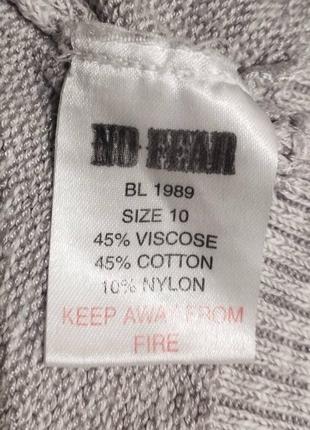 NO FEAR
BL 1989
SIZE 10
45% VISCOSE
45% COTTON
10% NYLON
KEEP AWAY FROM
FIRE